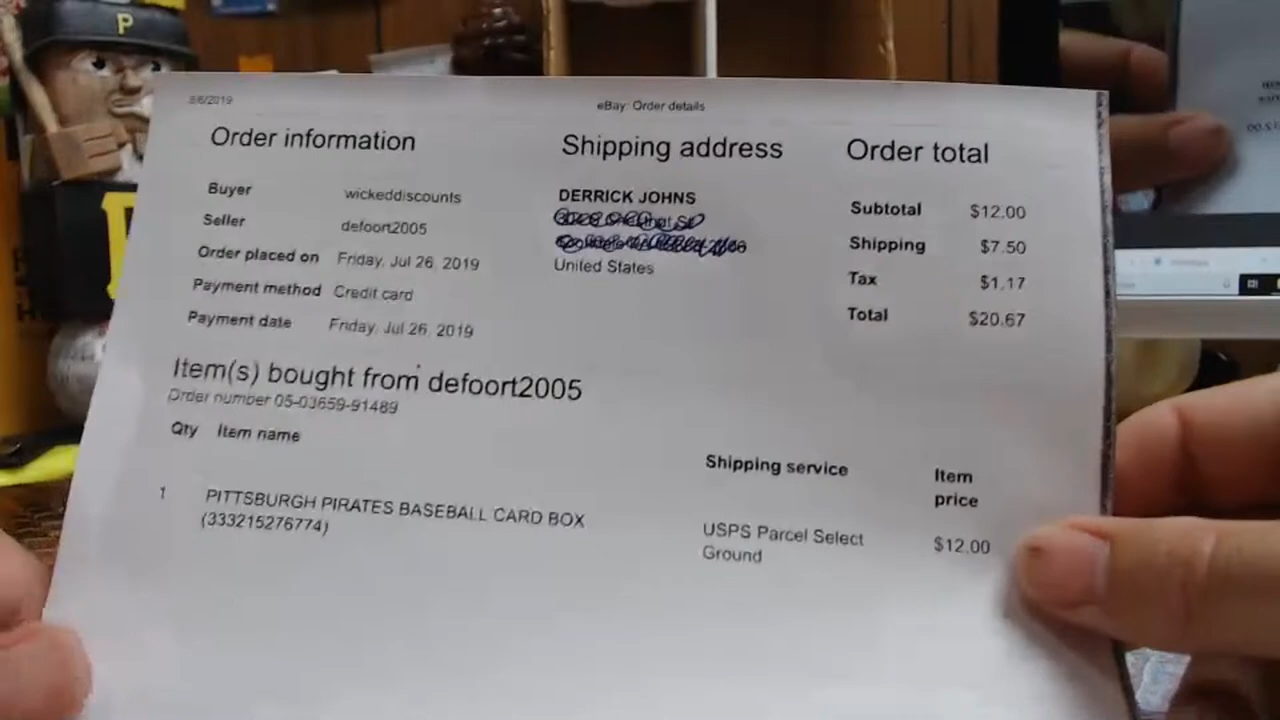 P
8/6/2019
eBay: Order details
Order information
Buyer wickeddiscounts
Seller defoort2005
Order placed on Friday, Jul 26, 2019
Payment method Credit card
Payment date Friday, Jul 26, 2019
Shipping address
DERRICK JOHNS
United States
Order total
Subtotal $12.00
Shipping $7.50
Tax $1.17
Total $20.67
Item(s) bought from defoort2005
Order number 05-03659-91489
Qty Item name
Shipping service
Item price
1 PITTSBURGH PIRATES BASEBALL CARD BOX
(333215276774)
USPS Parcel Select
Ground
$12.00